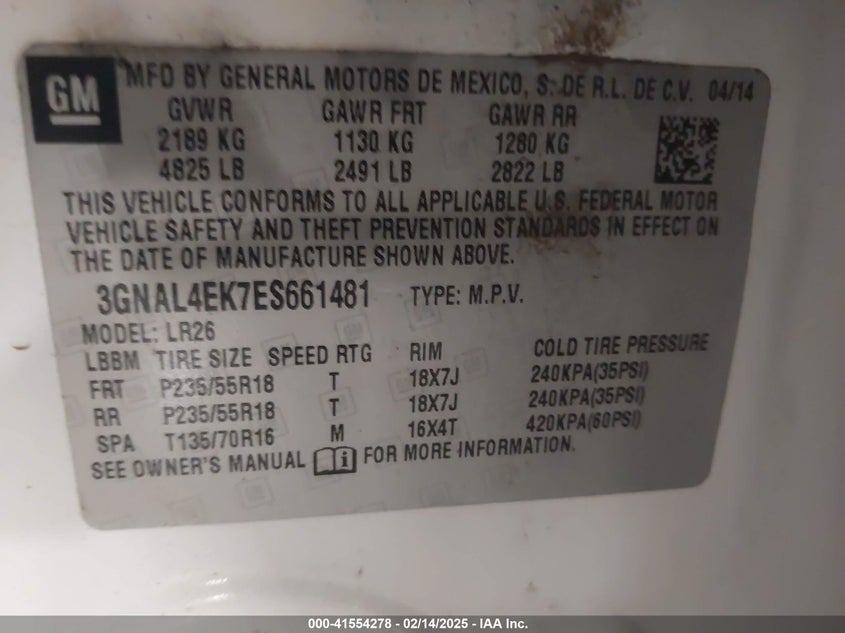 GM MFD BY GENERAL MOTORS DE MEXICO, S. DE R.L. DE C.V. 04/14
GVWR GAWR FRT GAWR RR
2189 KG 1130 KG 1280 KG
4825 LB 2491 LB 2822 LB
THIS VEHICLE CONFORMS TO ALL APPLICABLE U.S. FEDERAL MOTOR
VEHICLE SAFETY AND THEFT PREVENTION STANDARDS IN EFFECT ON
THE DATE OF MANUFACTURE SHOWN ABOVE.
3GNAL4EK7ES661481 TYPE: M.P.V.
MODEL: LR26
LBBM TIRE SIZE SPEED RTG RIM COLD TIRE PRESSURE
FRT P235/55R18 T 18X7J 240KPA(35PSI)
RR P235/55R18 T 18X7J 240KPA(35PSI)
SPA T135/70R16 M 16X4T 420KPA(60PSI)
SEE OWNER'S MANUAL i FOR MORE INFORMATION.
000-41554278 - 02/14/2025 - IAA Inc.